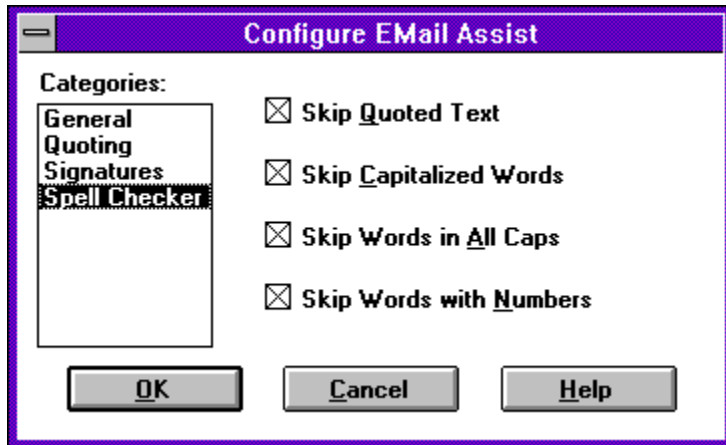 Configure EMail Assist
Categories:
General
Quoting
Signatures
Spell Checker
Skip Quoted Text
Skip Capitalized Words
Skip Words in All Caps
Skip Words with Numbers
OK
Cancel
Help